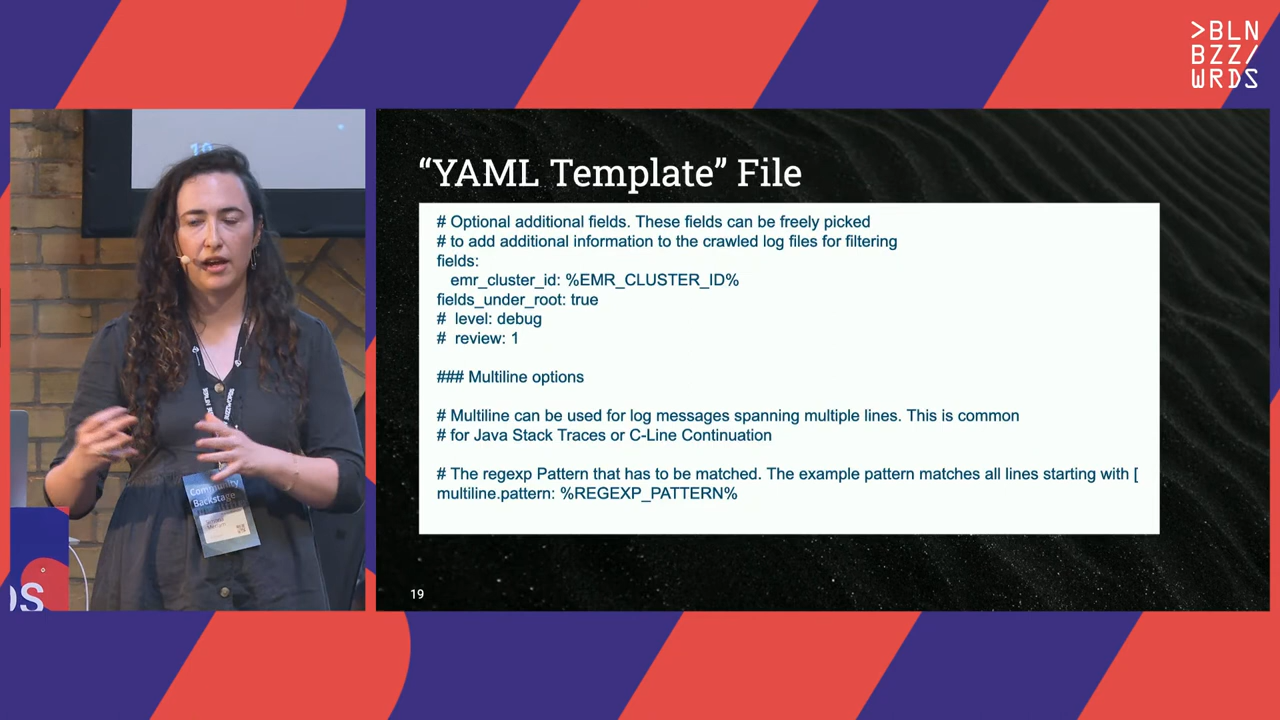 >BLN
BZZ/
WRDS
“YAML Template” File
# Optional additional fields. These fields can be freely picked
# to add additional information to the crawled log files for filtering
fields:
emr_cluster_id: %EMR_CLUSTER_ID%
fields_under_root: true
# level: debug
# review: 1
### Multiline options
# Multiline can be used for log messages spanning multiple lines. This is common
# for Java Stack Traces or C-Line Continuation
# The regexp Pattern that has to be matched. The example pattern matches all lines starting with [
multiline.pattern: %REGEXP_PATTERN%
19
19
Community
Backstage